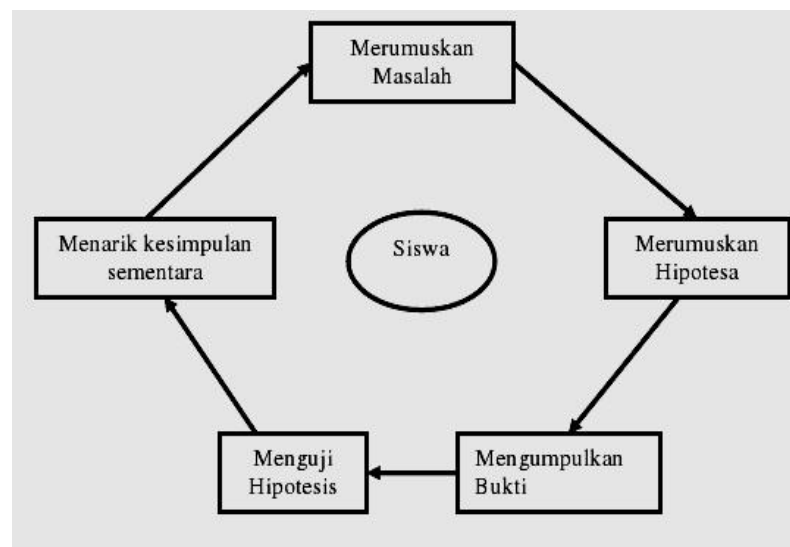 Merumuskan
Masalah
Menarik kesimpulan
sementara
Siswa
Merumuskan
Hipotesa
Menguji
Hipotesis
Mengumpulkan
Bukti